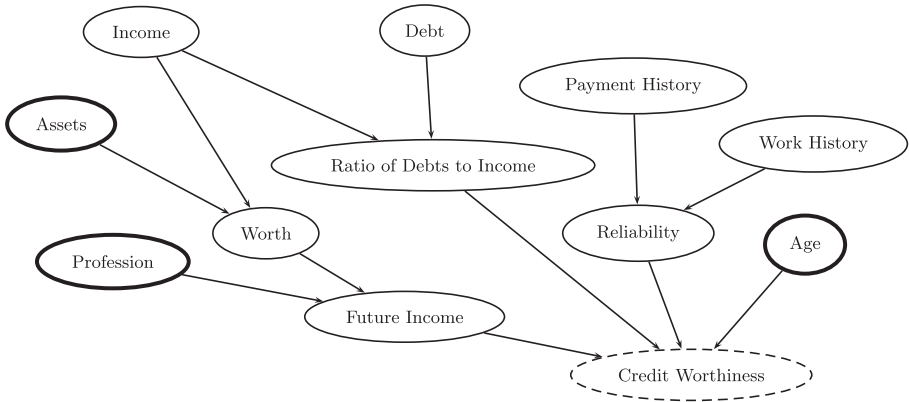 Income
Debt
Payment History
Assets
Work History
Ratio of Debts to Income
Worth
Reliability
Age
Profession
Future Income
Credit Worthiness